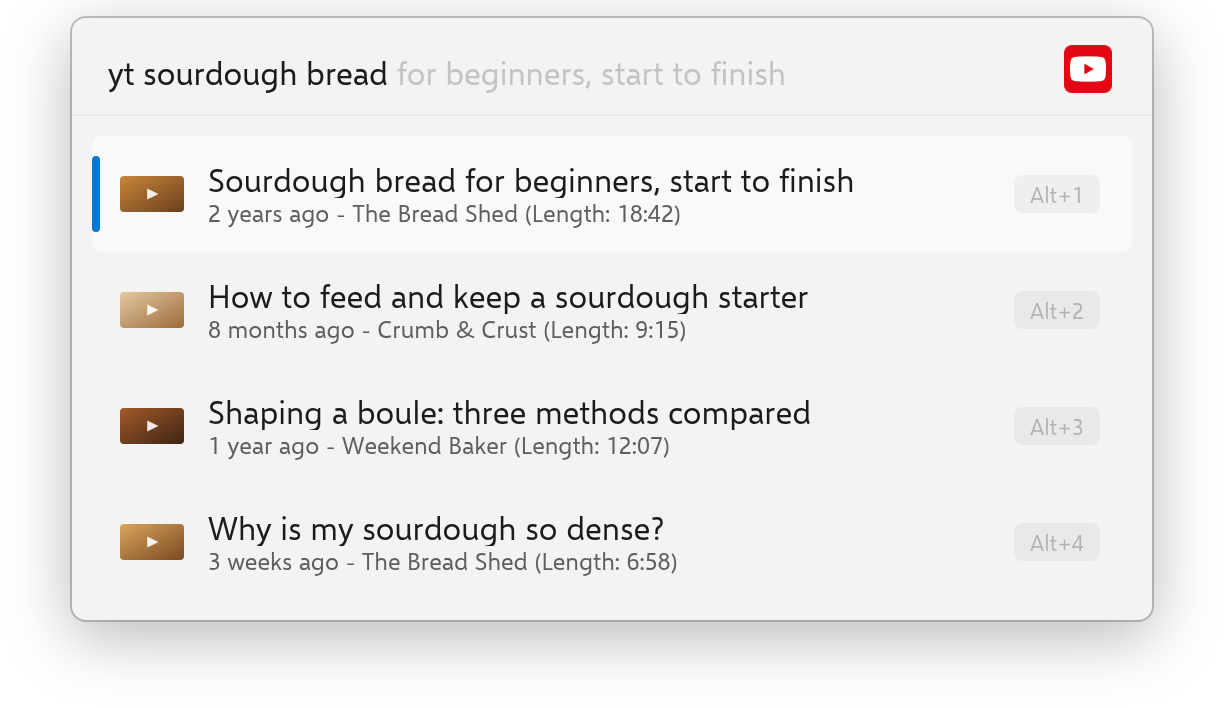 yt sourdough bread for beginners, start to finish
Sourdough bread for beginners, start to finish
2 years ago - The Bread Shed (Length: 18:42)
Alt+1
How to feed and keep a sourdough starter
8 months ago - Crumb & Crust (Length: 9:15)
Alt+2
Shaping a boule: three methods compared
1 year ago - Weekend Baker (Length: 12:07)
Alt+3
Why is my sourdough so dense?
3 weeks ago - The Bread Shed (Length: 6:58)
Alt+4